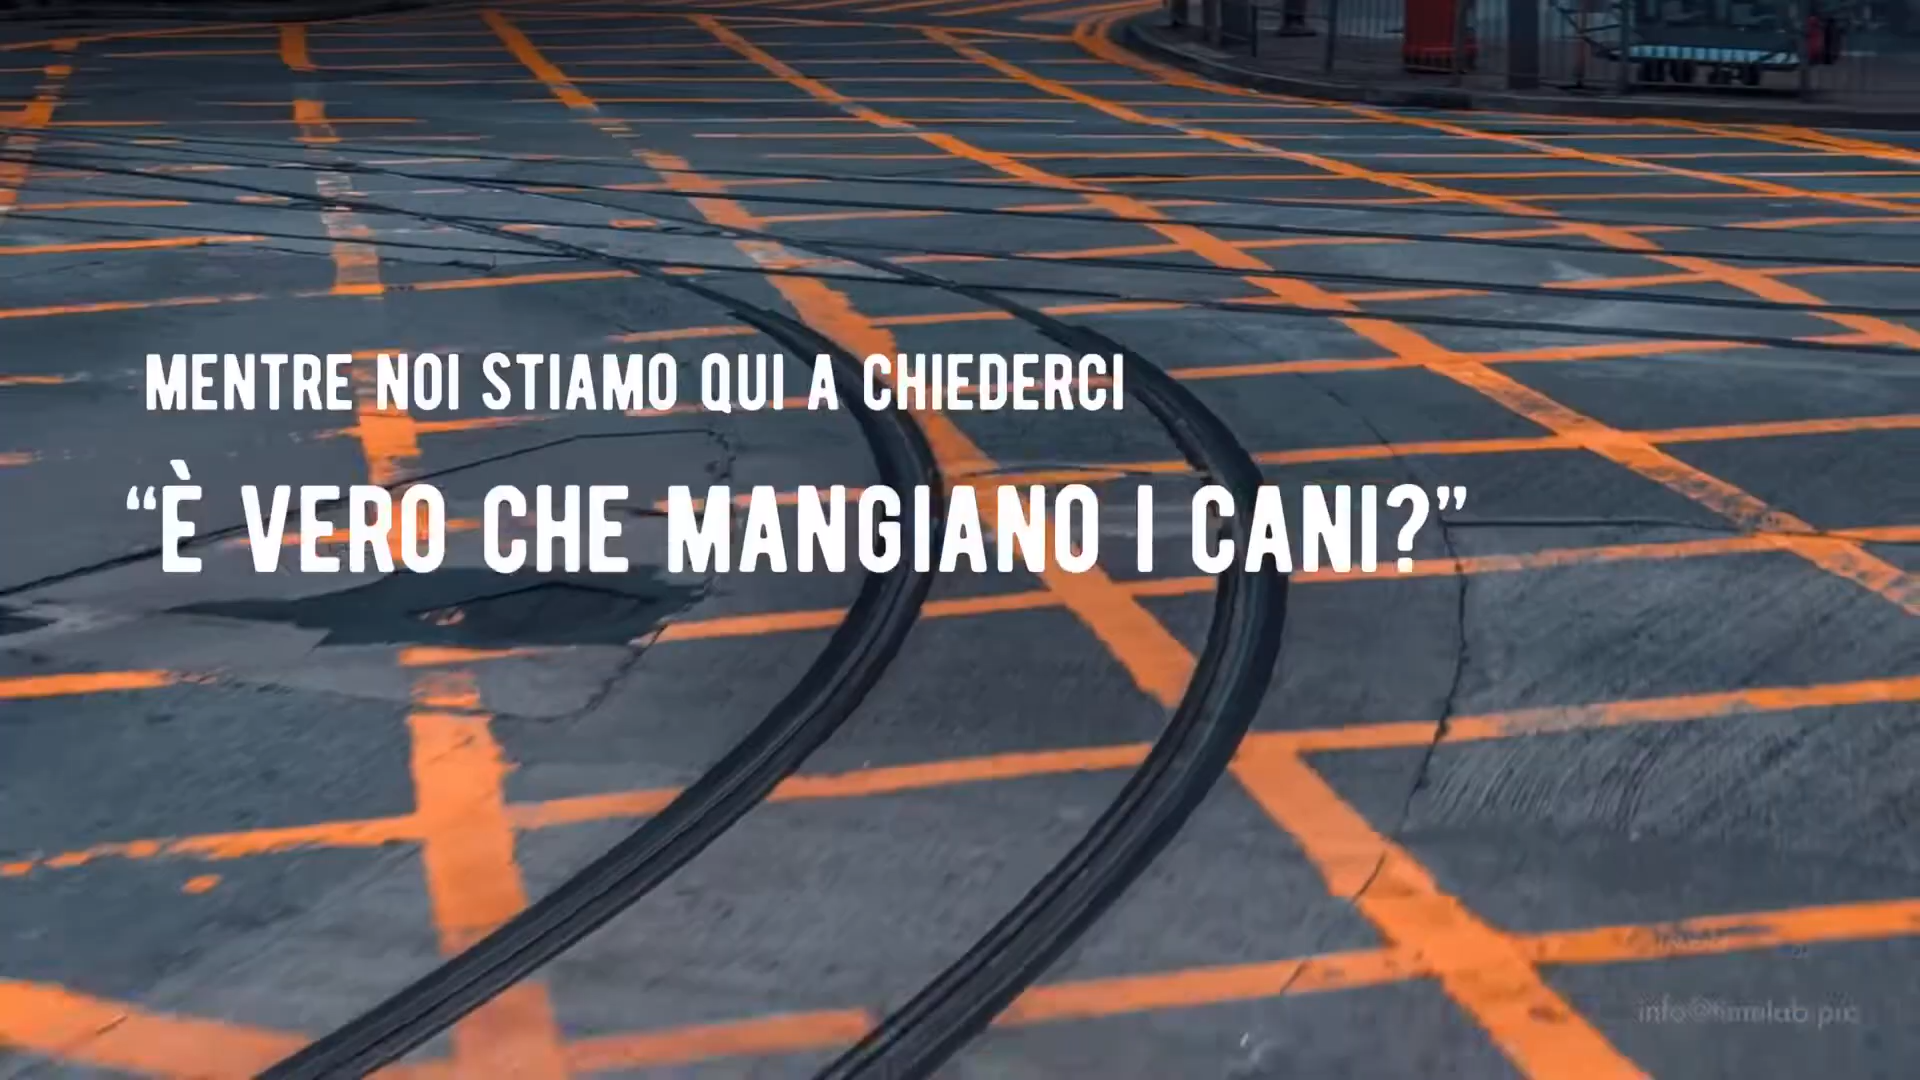 MENTRE NOI STIAMO QUI A CHIEDERCI
“È VERO CHE MANGIANO I CANI?”